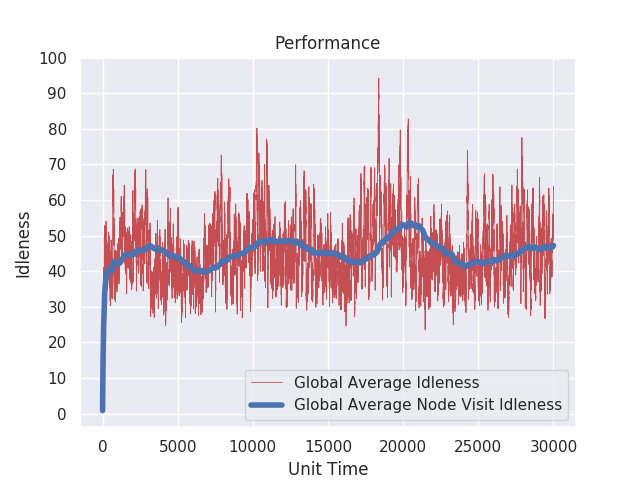 Performance
100
90
80
70
60
50
40
30
20
10
0
Idleness
0 5000 10000 15000 20000 25000 30000
Unit Time
Global Average Idleness
Global Average Node Visit Idleness